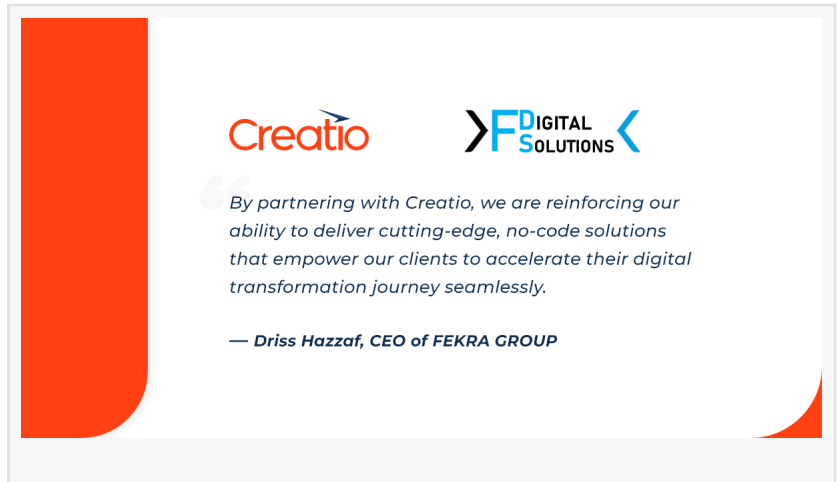 Creatio
F DIGITAL
SOLUTIONS
“
By partnering with Creatio, we are reinforcing our
ability to deliver cutting-edge, no-code solutions
that empower our clients to accelerate their digital
transformation journey seamlessly.
— Driss Hazzaf, CEO of FEKRA GROUP